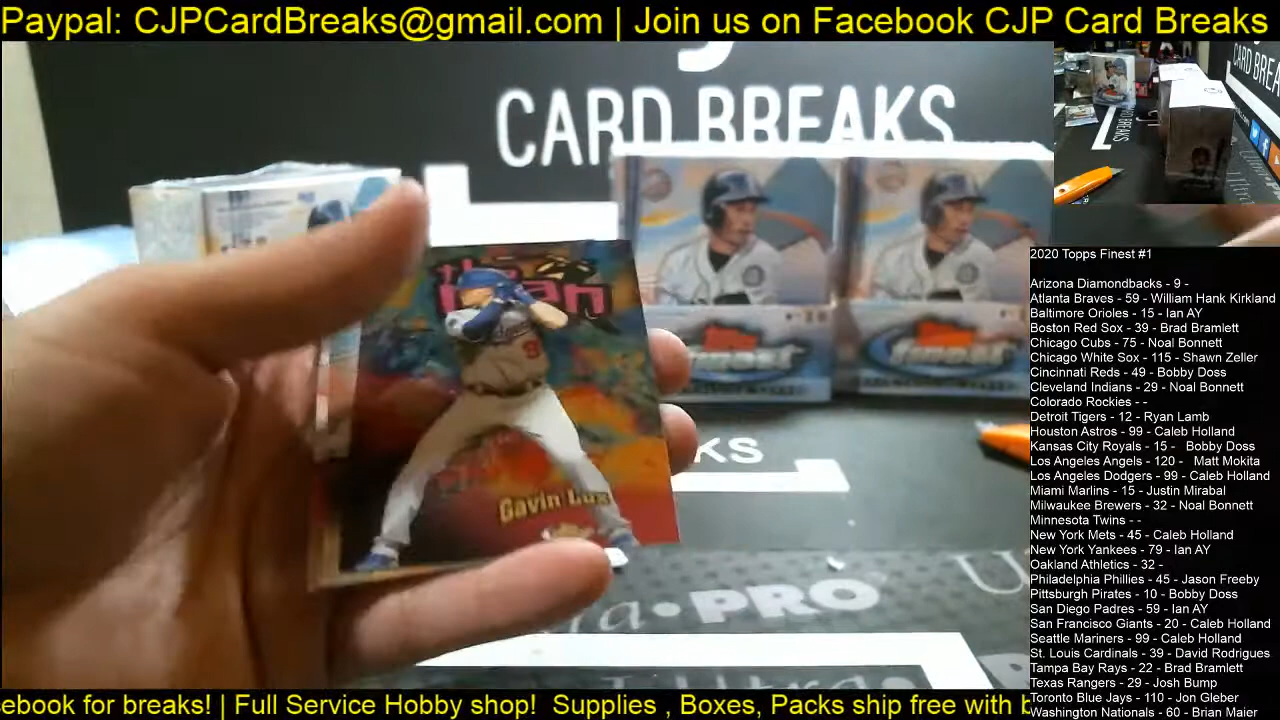 Paypal: CJPCardBreaks@gmail.com | Join us on Facebook CJP Card Breaks
CARD BREAKS
CARD BREA
PRO BREAKS
the
man
9
Gavin Lux
finest
finest
KS
PRO
2020 Topps Finest #1
Arizona Diamondbacks - 9 -
Atlanta Braves - 59 - William Hank Kirkland
Baltimore Orioles - 15 - Ian AY
Boston Red Sox - 39 - Brad Bramlett
Chicago Cubs - 75 - Noal Bonnett
Chicago White Sox - 115 - Shawn Zeller
Cincinnati Reds - 49 - Bobby Doss
Cleveland Indians - 29 - Noal Bonnett
Colorado Rockies - -
Detroit Tigers - 12 - Ryan Lamb
Houston Astros - 99 - Caleb Holland
Kansas City Royals - 15 - Bobby Doss
Los Angeles Angels - 120 - Matt Mokita
Los Angeles Dodgers - 99 - Caleb Holland
Miami Marlins - 15 - Justin Mirabal
Milwaukee Brewers - 32 - Noal Bonnett
Minnesota Twins - -
New York Mets - 45 - Caleb Holland
New York Yankees - 79 - Ian AY
Oakland Athletics - 32 -
Philadelphia Phillies - 45 - Jason Freeby
Pittsburgh Pirates - 10 - Bobby Doss
San Diego Padres - 59 - Ian AY
San Francisco Giants - 20 - Caleb Holland
Seattle Mariners - 99 - Caleb Holland
St. Louis Cardinals - 39 - David Rodrigues
Tampa Bay Rays - 22 - Brad Bramlett
Texas Rangers - 29 - Josh Bump
Toronto Blue Jays - 110 - Jon Gleber
Washington Nationals - 60 - Brian Maier
ebook for breaks! | Full Service Hobby shop! Supplies , Boxes, Packs ship free with b